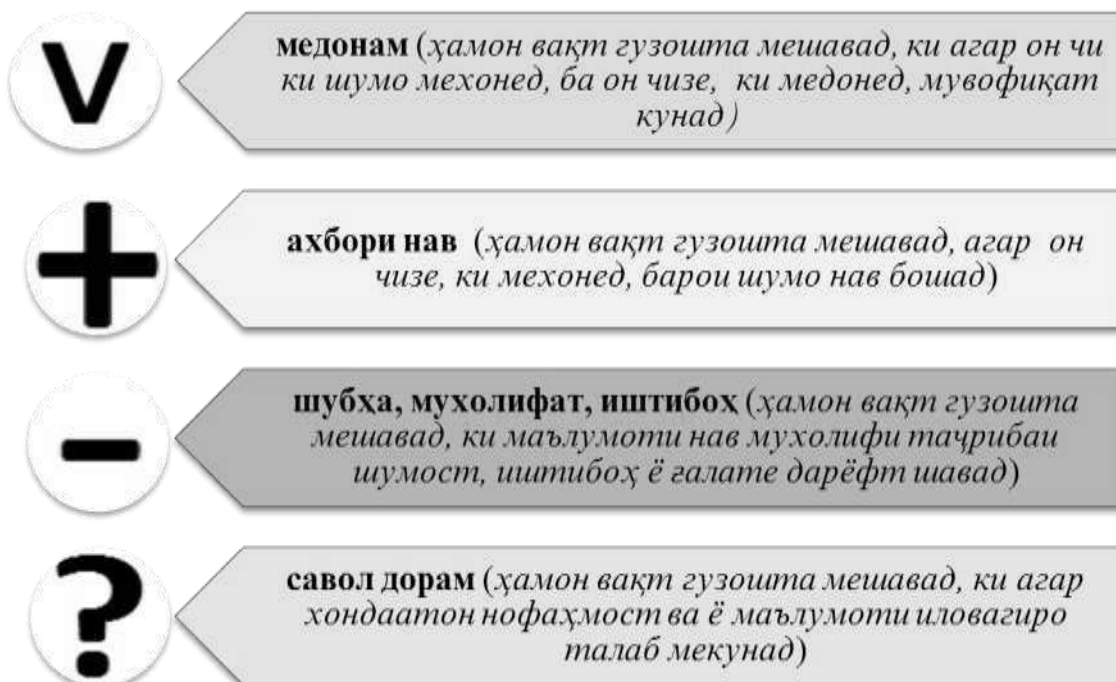 V
медонам (ҳамон вақт гузошта мешавад, ки агар он чи
ки шумо мехонед, ба он чизе, ки медонед, мувофиқат
кунад)
+
ахбори нав (ҳамон вақт гузошта мешавад, агар он
чизе, ки мехонед, барои шумо нав бошад)
-
шубҳа, мухолифат, иштибоҳ (ҳамон вақт гузошта
мешавад, ки маълумоти нав мухолифи таҷрибаи
шумост, иштибоҳ ё ғалате дарёфт шавад)
?
савол дорам (ҳамон вақт гузошта мешавад, ки агар
хондаатон нофаҳмост ва ё маълумоти иловагиро
талаб мекунад)